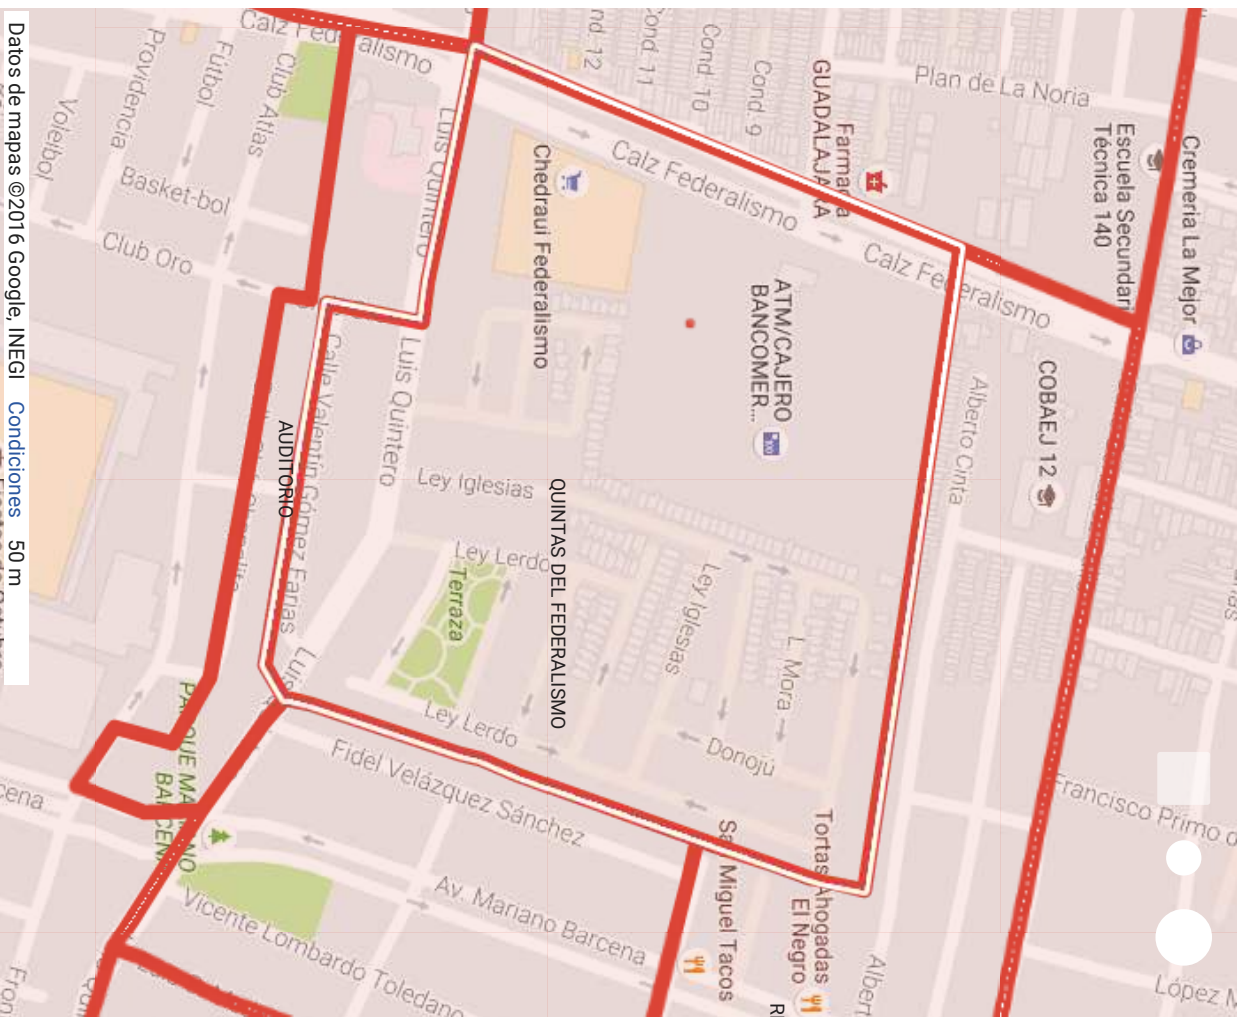 Datos de mapas ©2016 Google, INEGI Condiciones 50 m
Calz Federalismo
Providencia
Fútbol
Club Atlas
Voleibol
Basket-bol
Club Oro
Luis Quintero
Luis Quintero
Chedraui Federalismo
Cond. 11
Cond. 10
Cond. 9
Farmacia
GUADALAJARA
Plan de La Noria
Escuela Secundari
Técnica 140
Cremeria La Mejor
Calz Federalismo
Calz Federalismo
ATM/CAJERO
BANCOMER...
COBAEJ 12
Alberto Cinta
Calle Valentín Gómez Farías
AUDITORIO
Ley Iglesias
QUINTAS DEL FEDERALISMO
Ley Lerdo
Terraza
Ley Iglesias
L. Mora
Donojú
Ley Lerdo
Luis
Fidel Velázquez Sánchez
Av. Mariano Barcena
Vicente Lombardo Toledano
San Miguel Tacos
Tortas Ahogadas
El Negro
Francisco Primo d
López M
Albert